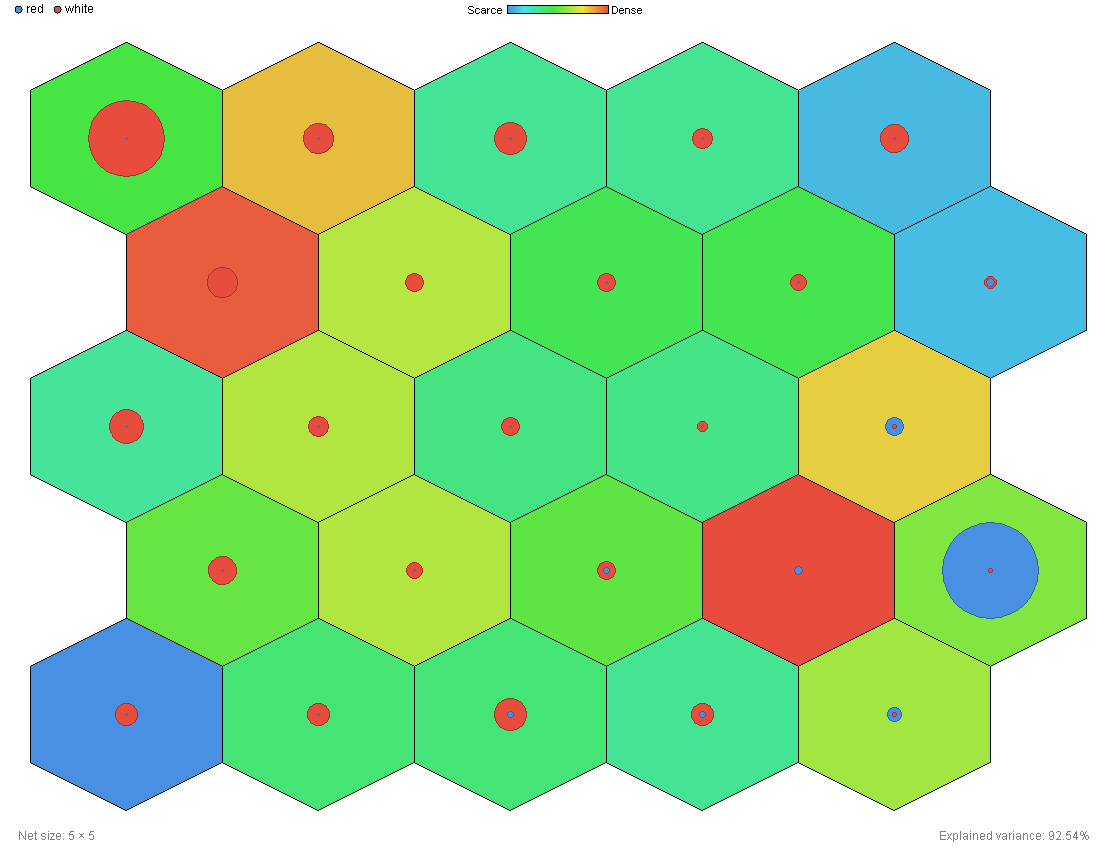 red white Scarce Dense
Net size: 5 × 5 Explained variance: 92.54%